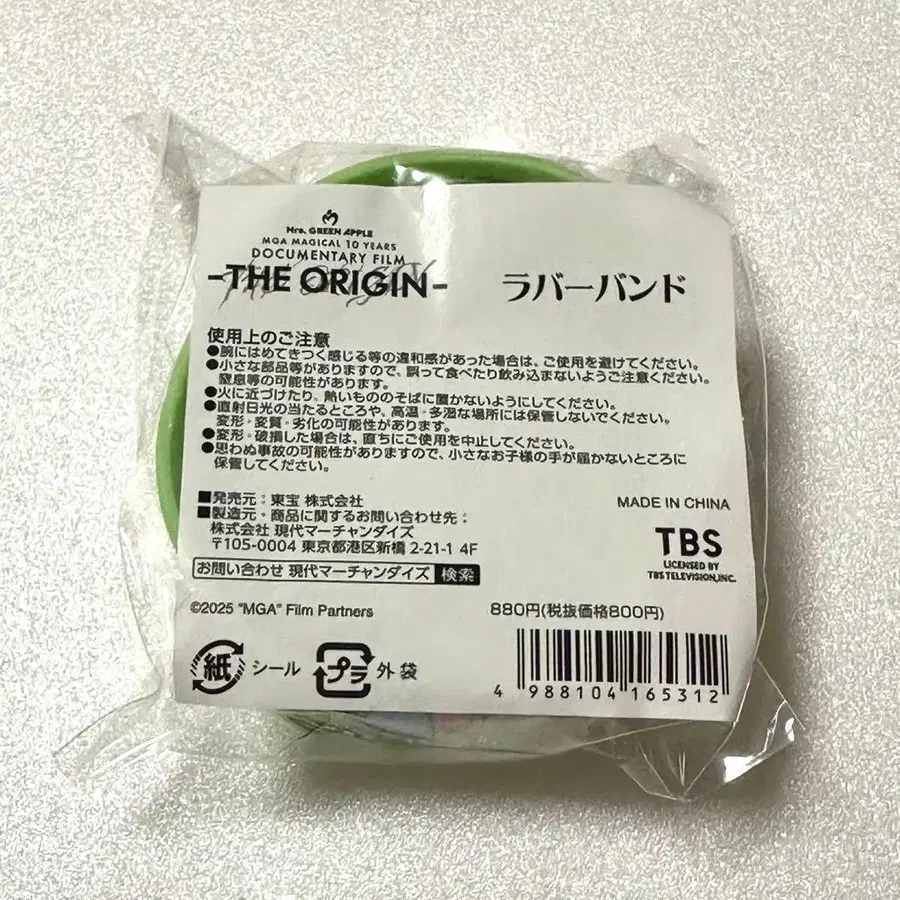 Mrs. GREEN APPLE
MGA MAGICAL 10 YEARS
DOCUMENTARY FILM
-THE ORIGIN-
ラバーバンド
使用上のご注意
●腕にはめてきつく感じる等の違和感があった場合は、ご使用を避けてください。
●小さな部品等がありますので、誤って食べたり飲み込まないようご注意ください。
窒息等の可能性があります。
●火に近づけたり、熱いもののそばに置かないようにしてください。
●直射日光の当たるところや、高温・多湿な場所には保管しないでください。
変形・変質・劣化の可能性があります。
●変形・破損した場合は、直ちにご使用を中止してください。
●思わぬ事故の可能性がありますので、小さなお子様の手が届かないところに
保管してください。
■発売元：東宝 株式会社
■製造元・商品に関するお問い合わせ先：
株式会社 現代マーチャンダイズ
〒105-0004 東京都港区新橋 2-21-1 4F
お問い合わせ 現代マーチャンダイズ 検索
MADE IN CHINA
TBS
LICENSED BY
TBS TELEVISION, INC.
©2025 "MGA" Film Partners
880円(税抜価格800円)
紙 シール プラ 外袋
4 988104 165312